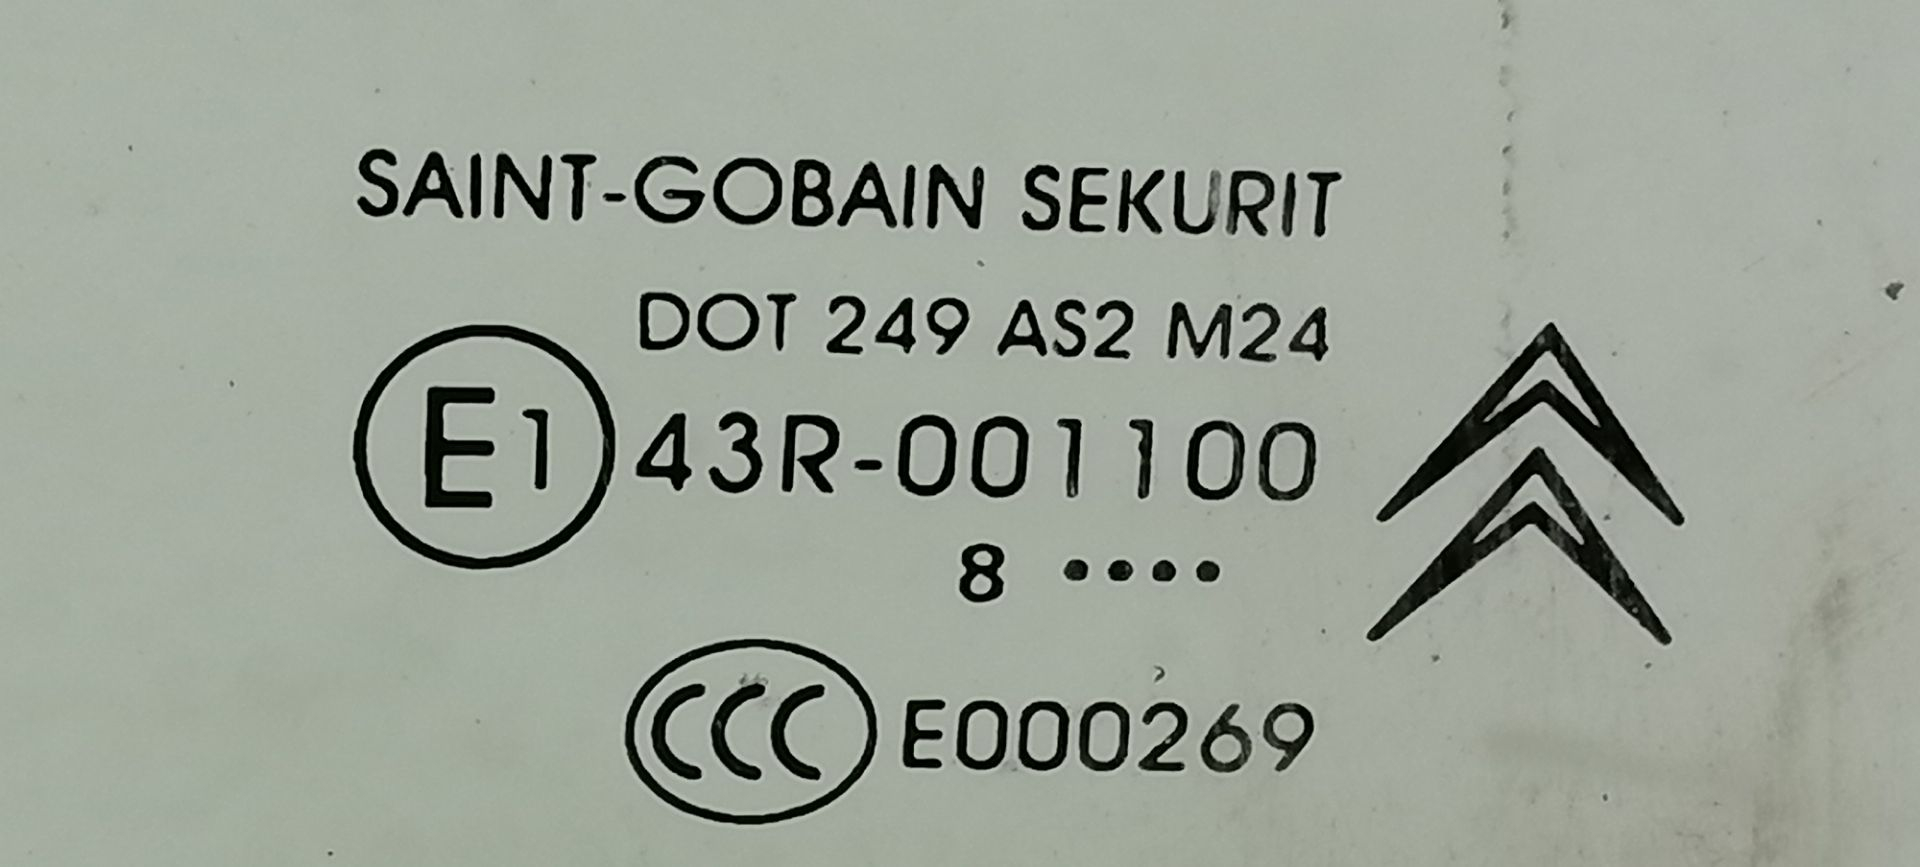 SAINT-GOBAIN SEKURIT
DOT 249 AS2 M24
E1 43R-001100
8 ····
CCC E000269